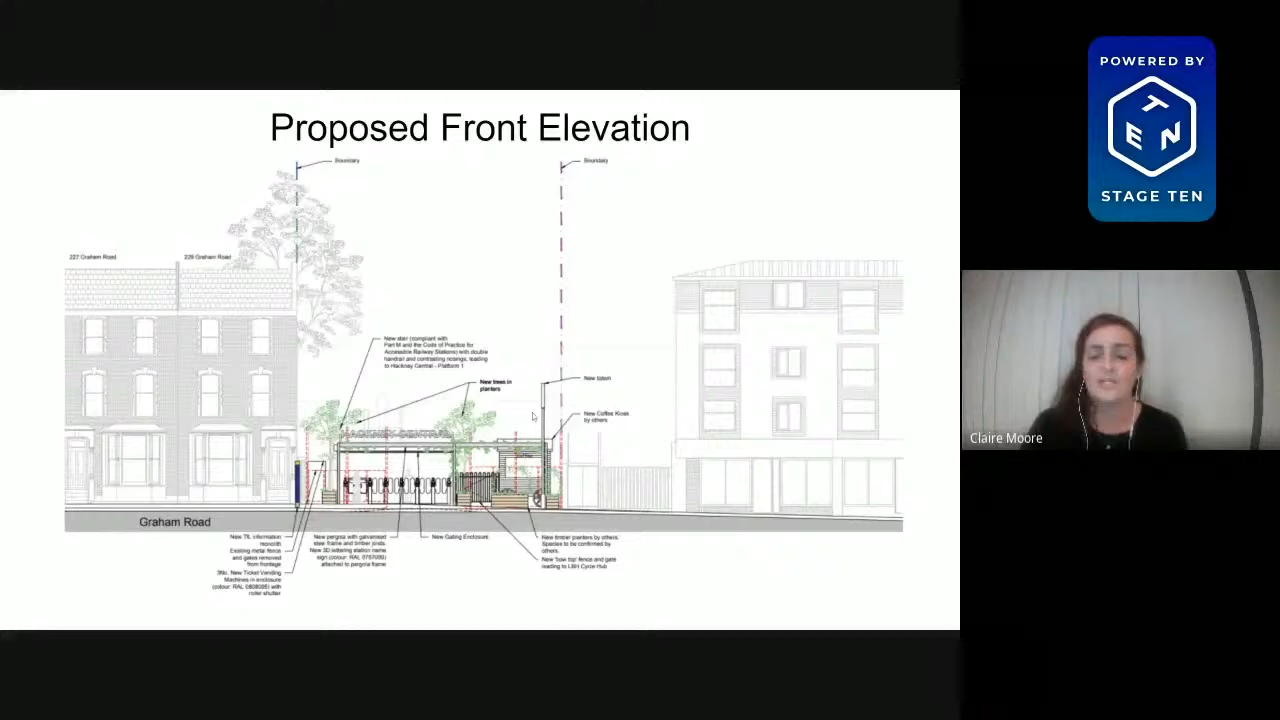 POWERED BY
TEN
STAGE TEN
Proposed Front Elevation
Boundary
Boundary
227 Graham Road
229 Graham Road
New stair (compliant with
Part M and the Code of Practice for
Accessible Railway Stations) with double
handrail and contrasting nosings, leading
to Hackney Central - Platform 1
New trees in
planters
New totem
New Coffee Kiosk
by others
HACKNEY CENTRAL
Graham Road
New TfL information
monolith
Existing metal fence
and gates removed
from frontage
3No. New Ticket Vending
Machines in enclosure
with
roller shutter
New pergola with galvanised
steel frame and timber joists.
New 3D lettering station name
sign
attached to pergola frame
New Gating Enclosure
New timber planters by others.
Species to be confirmed by
others.
New 'bow top' fence and gate
leading to LBH Cycle Hub
Claire Moore